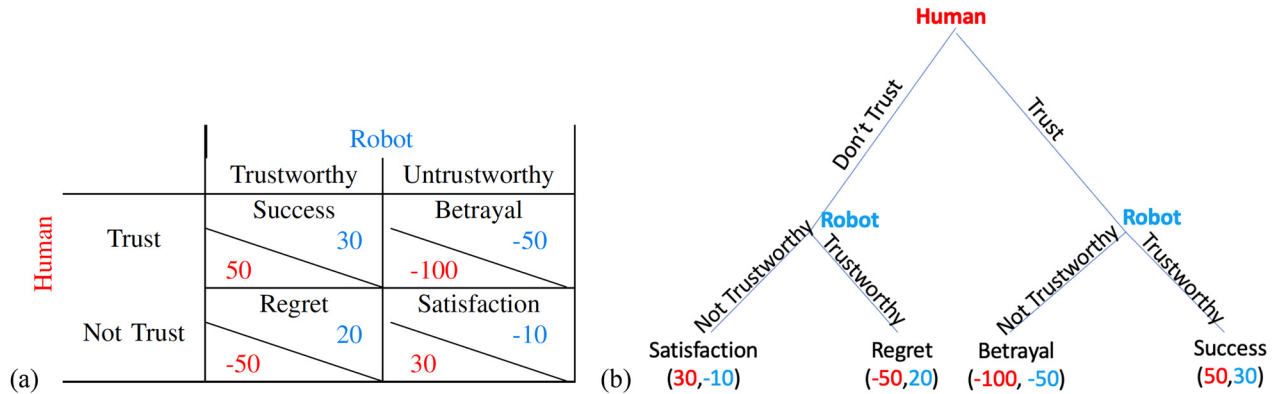 Robot
Trustworthy Untrustworthy
Success Betrayal
Human
Trust
30 -50
50 -100
Regret Satisfaction
Not Trust
20 -10
-50 30
(a)
Human
Don't Trust
Trust
Robot
Robot
Not Trustworthy
Trustworthy
Not Trustworthy
Trustworthy
Satisfaction
(30,-10)
Regret
(-50,20)
Betrayal
(-100, -50)
Success
(50,30)
(b)